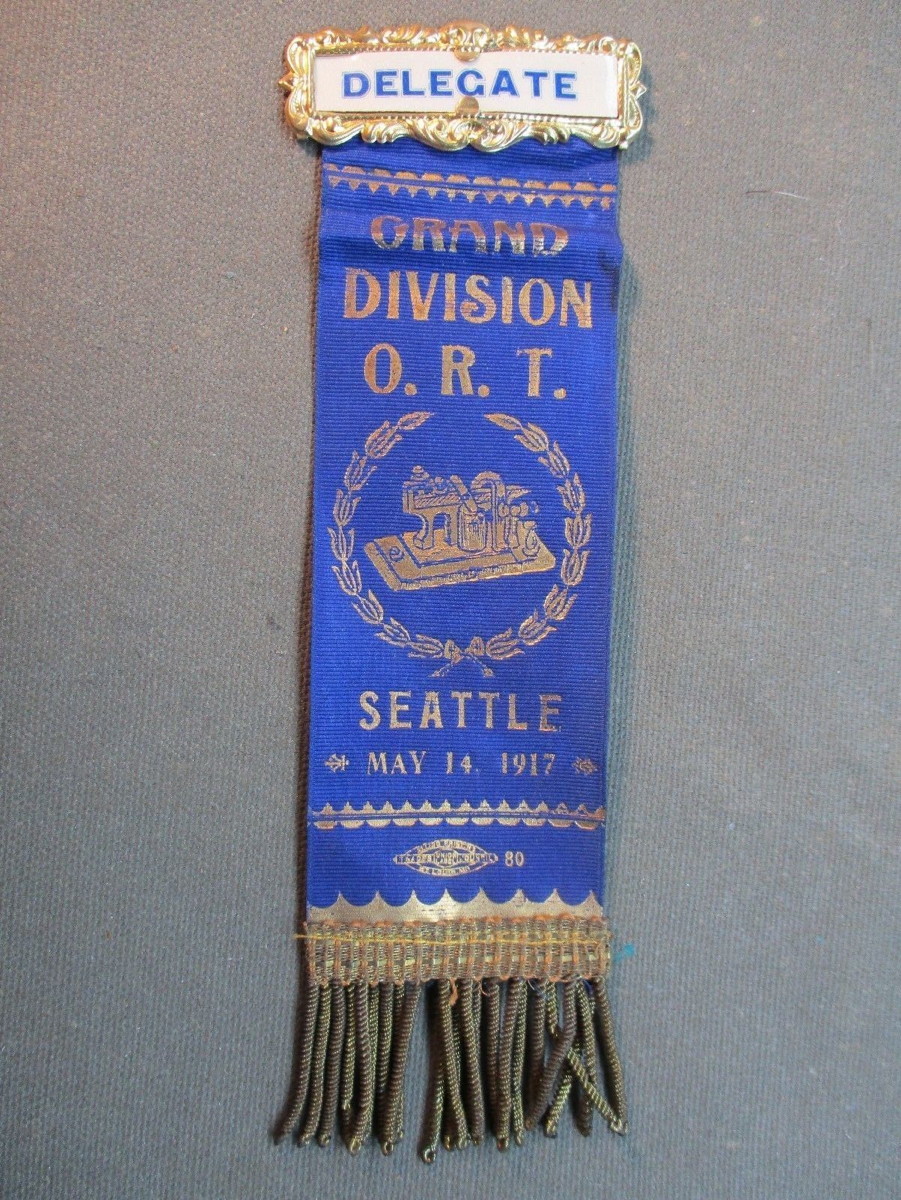 DELEGATE
GRAND
DIVISION
O. R. T.
SEATTLE
MAY 14, 1917
80